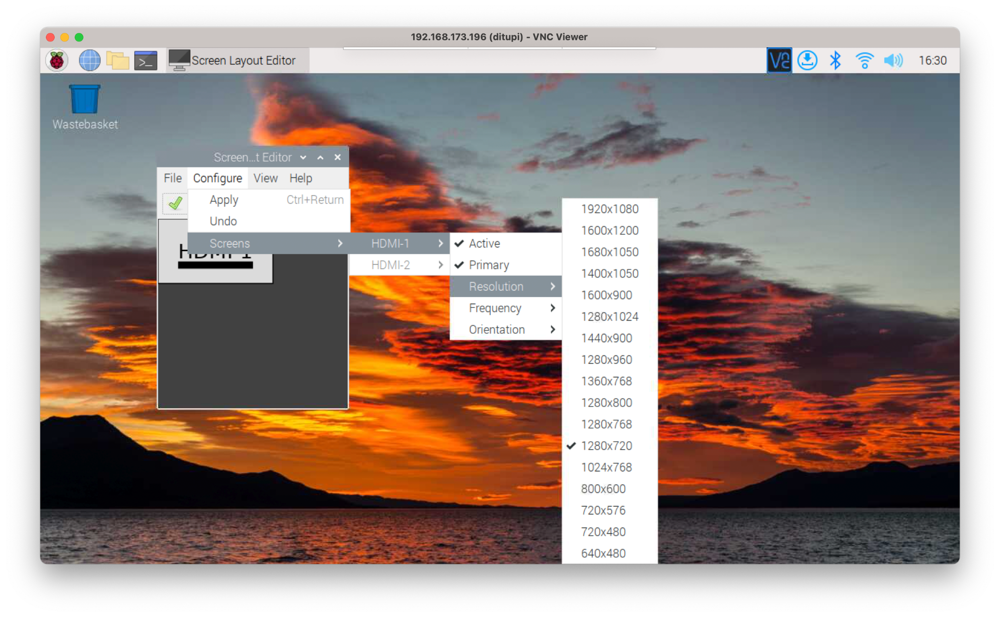 192.168.173.196 (ditupi) - VNC Viewer
Screen Layout Editor
16:30
Wastebasket
Screen...t Editor
File Configure View Help
Apply Ctrl+Return
Undo
Screens
HDMI-1
HDMI-1
HDMI-2
Active
Primary
Resolution
Frequency
Orientation
1920x1080
1600x1200
1680x1050
1400x1050
1600x900
1280x1024
1440x900
1280x960
1360x768
1280x800
1280x768
1280x720
1024x768
800x600
720x576
720x480
640x480